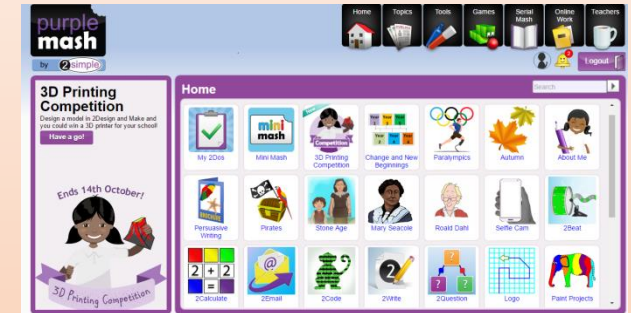 purple
mash
by 2simple
Home Topics Tools Games Serial Mash Online Work Teachers
Logout
3D Printing
Competition
Design a model in 2Design and Make and
you could win a 3D printer for your school!
Have a go!
Ends 14th October!
3D Printing Competition
Home
Search
My 2Dos
mini
mash
Mini Mash
Competition
3D Printing
Competition
Change and New
Beginnings
Paralympics
Autumn
About Me
Persuasive
Writing
Pirates
Stone Age
Mary Seacole
Roald Dahl
Selfie Cam
2Beat
2 + 2
=
2Calculate
@
2Email
2Code
2
2Write
?
? ?
2Question
Logo
Paint Projects